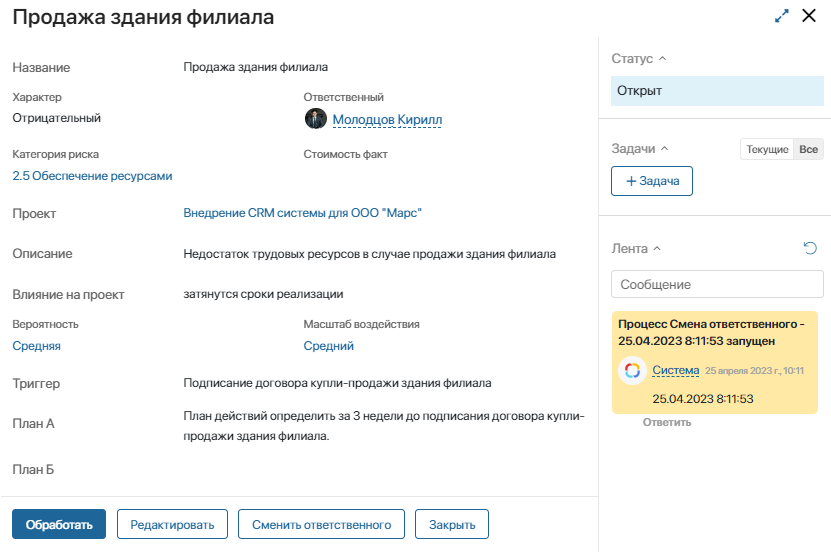 Продажа здания филиала
Название Продажа здания филиала
Характер Ответственный
Отрицательный Молодцов Кирилл
Категория риска Стоимость факт
2.5 Обеспечение ресурсами
Проект Внедрение CRM системы для ООО "Марс"
Описание Недостаток трудовых ресурсов в случае продажи здания филиала
Влияние на проект затянутся сроки реализации
Вероятность Масштаб воздействия
Средняя Средний
Триггер Подписание договора купли-продажи здания филиала
План А План действий определить за 3 недели до подписания договора купли-
продажи здания филиала.
План Б
Обработать Редактировать Сменить ответственного Закрыть
Статус
Открыт
Задачи Текущие Все
+ Задача
Лента
Сообщение
Процесс Смена ответственного -
25.04.2023 8:11:53 запущен
Система 25 апреля 2023 г., 10:11
25.04.2023 8:11:53
Ответить